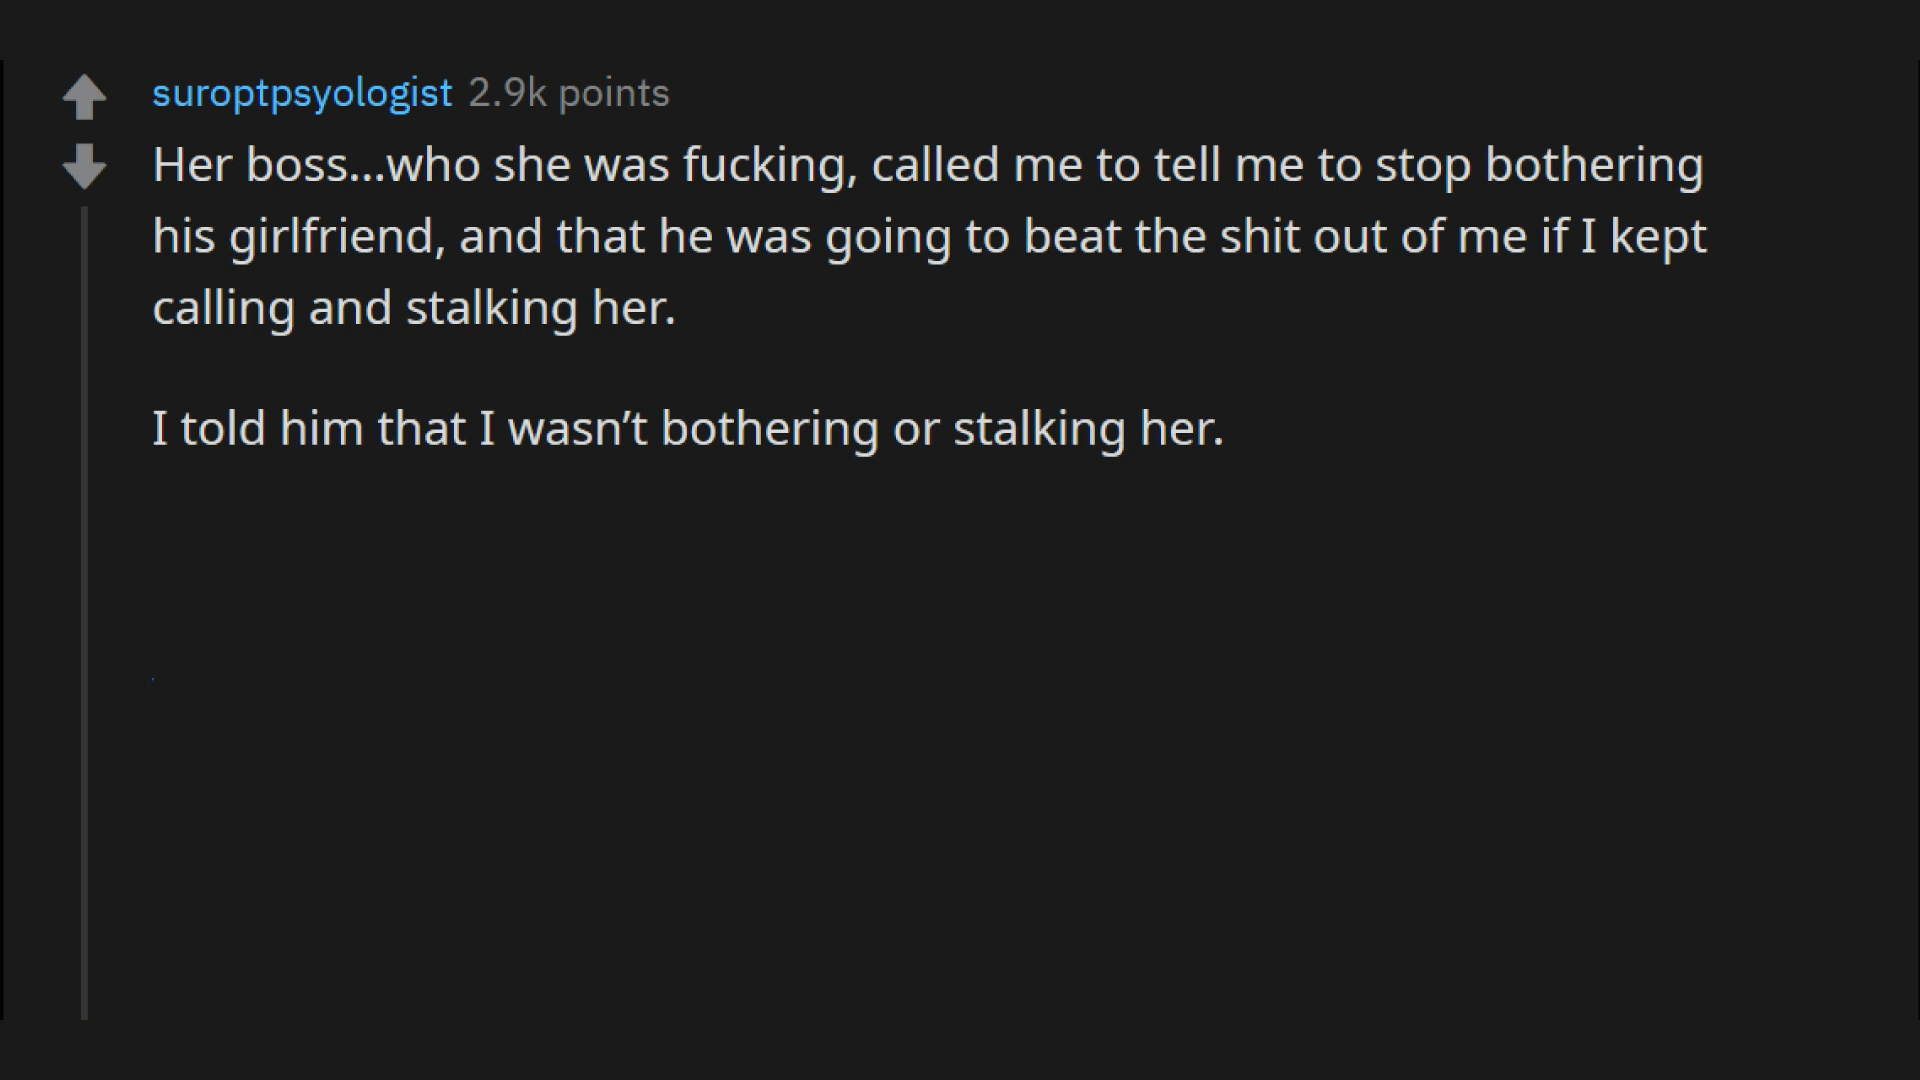 suroptpsyologist 2.9k points
Her boss...who she was fucking, called me to tell me to stop bothering
his girlfriend, and that he was going to beat the shit out of me if I kept
calling and stalking her.
I told him that I wasn’t bothering or stalking her.